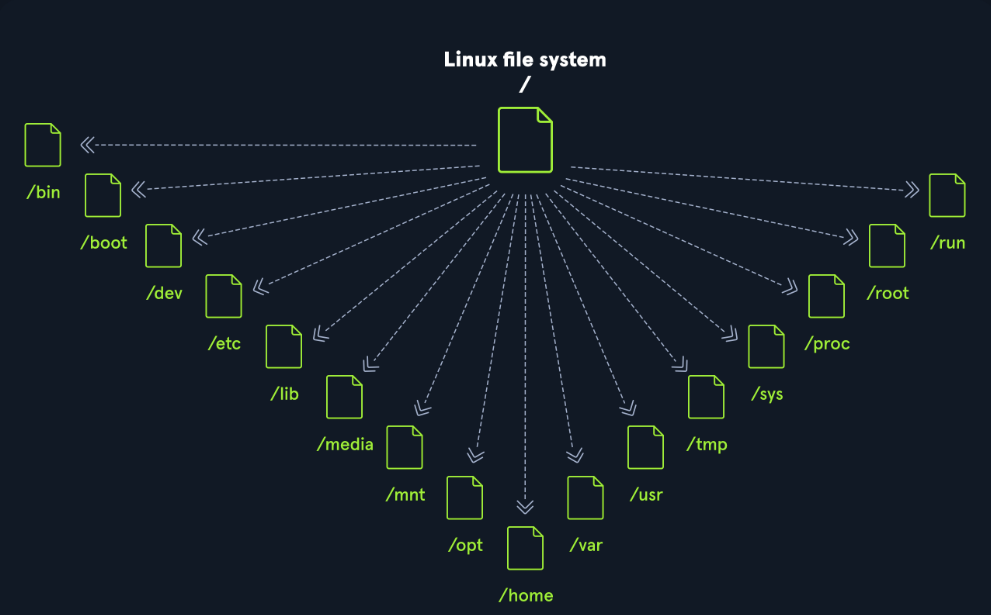 Linux file system
/
/bin
/boot
/dev
/etc
/lib
/media
/mnt
/opt
/home
/var
/usr
/tmp
/sys
/proc
/root
/run